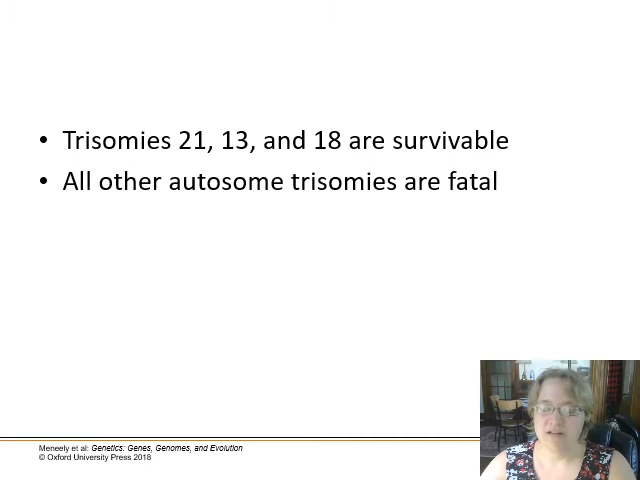 • Trisomies 21, 13, and 18 are survivable
• All other autosome trisomies are fatal
Meneely et al: Genetics: Genes, Genomes, and Evolution
© Oxford University Press 2018